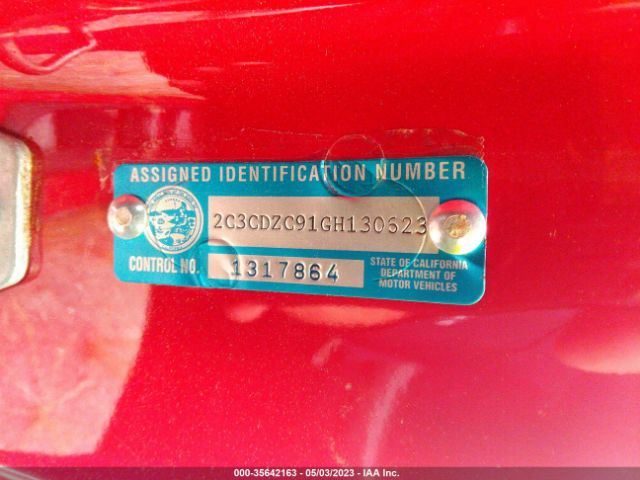 ASSIGNED IDENTIFICATION NUMBER
2C3CDZC91GH130623
CONTROL NO. 1317864
STATE OF CALIFORNIA
DEPARTMENT OF
MOTOR VEHICLES
000-35642163 - 05/03/2023 - IAA Inc.